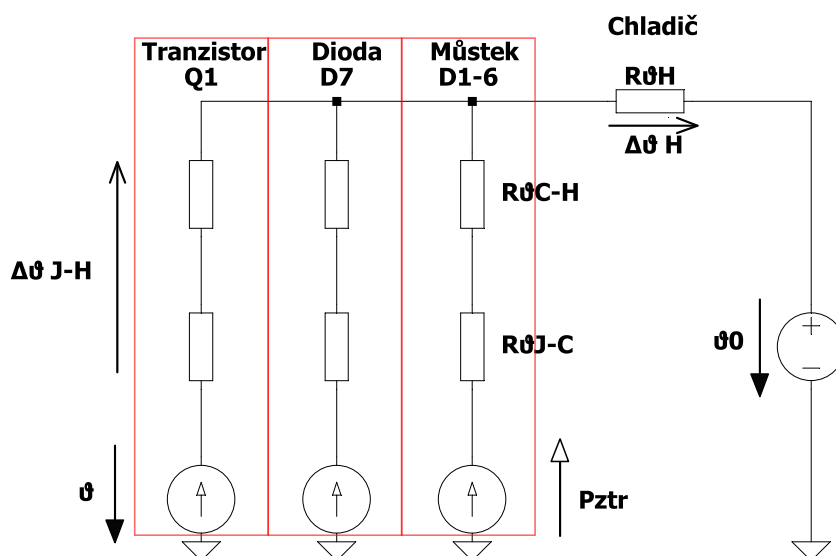 Chladič
Tranzistor
Q1
Dioda
D7
Můstek
D1-6
RϑH
Δϑ H
RϑC-H
Δϑ J-H
RϑJ-C
ϑ0
ϑ
Pztr